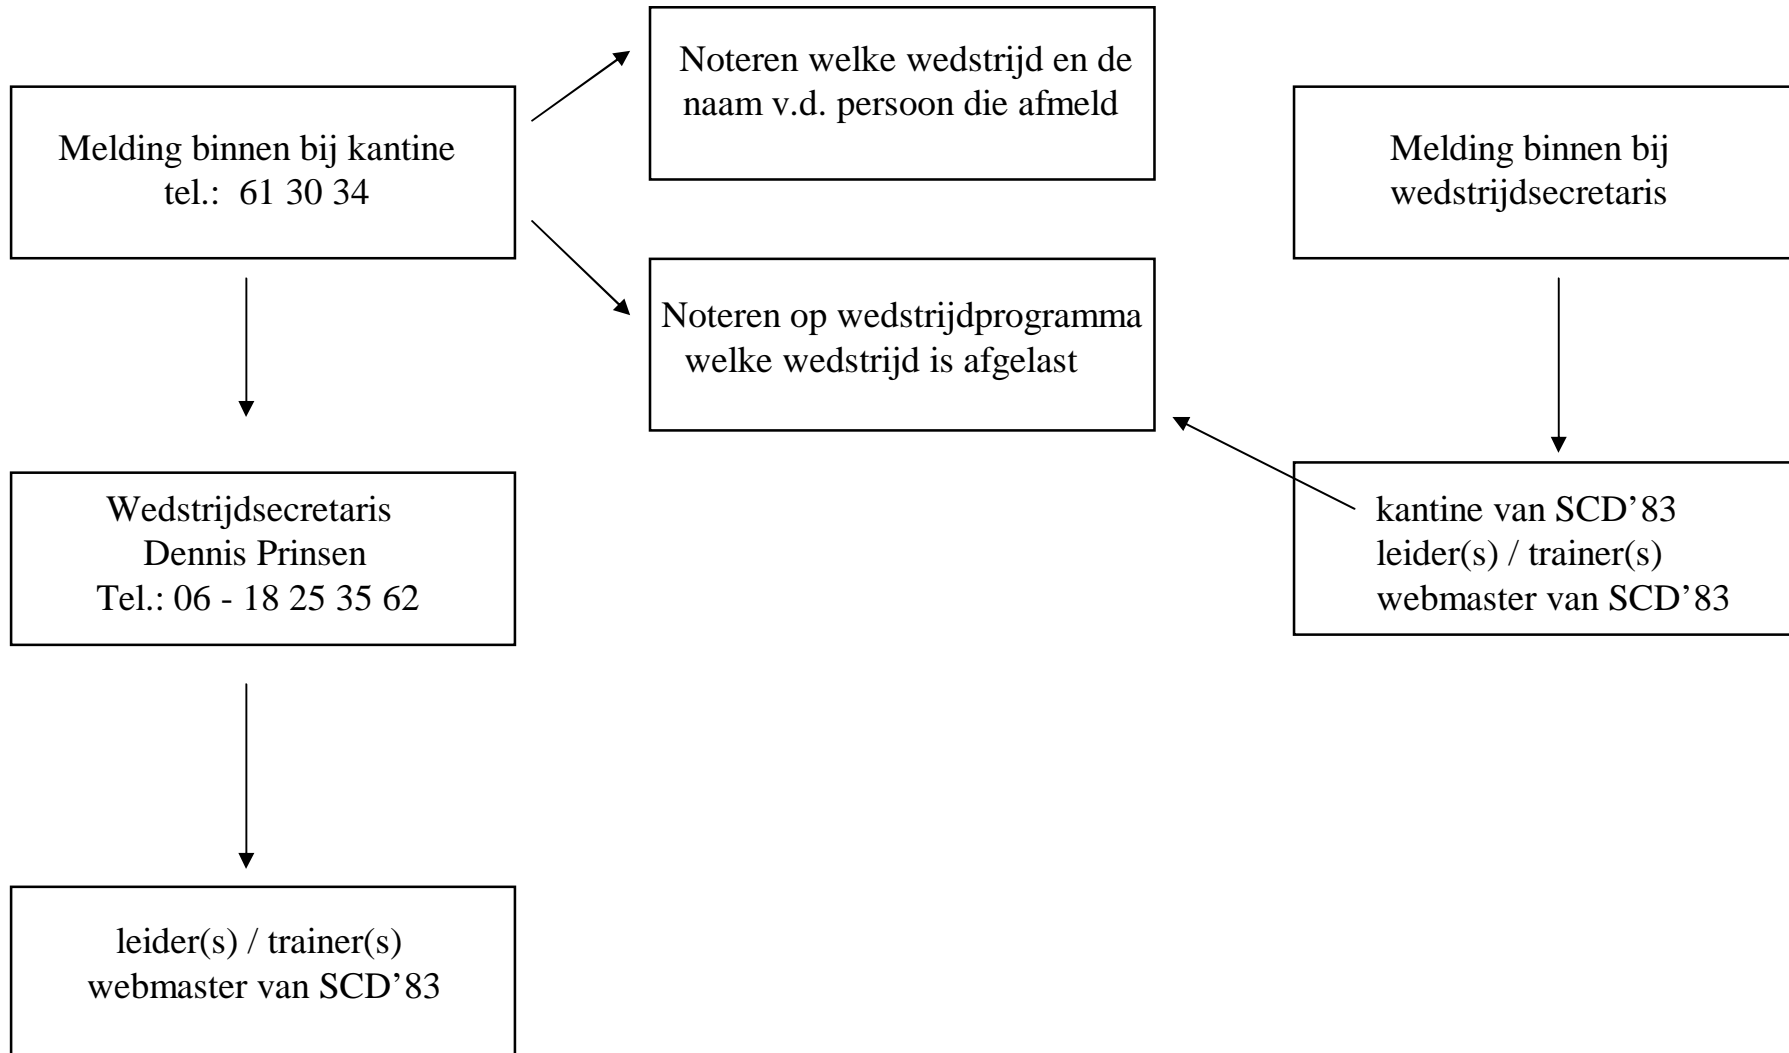 Noteren welke wedstrijd en de
naam v.d. persoon die afmeld
Melding binnen bij kantine
tel.: 61 30 34
Melding binnen bij
wedstrijdsecretaris
Noteren op wedstrijdprogramma
welke wedstrijd is afgelast
Wedstrijdsecretaris
Dennis Prinsen
Tel.: 06 - 18 25 35 62
kantine van SCD’83
leider(s) / trainer(s)
webmaster van SCD’83
leider(s) / trainer(s)
webmaster van SCD’83